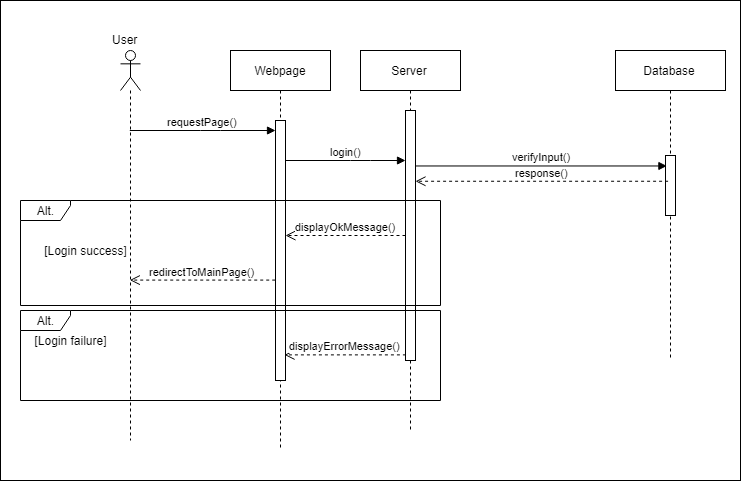 User
Webpage
Server
Database
requestPage()
login()
verifyInput()
response()
Alt.
displayOkMessage()
[Login success]
redirectToMainPage()
Alt.
[Login failure]
displayErrorMessage()